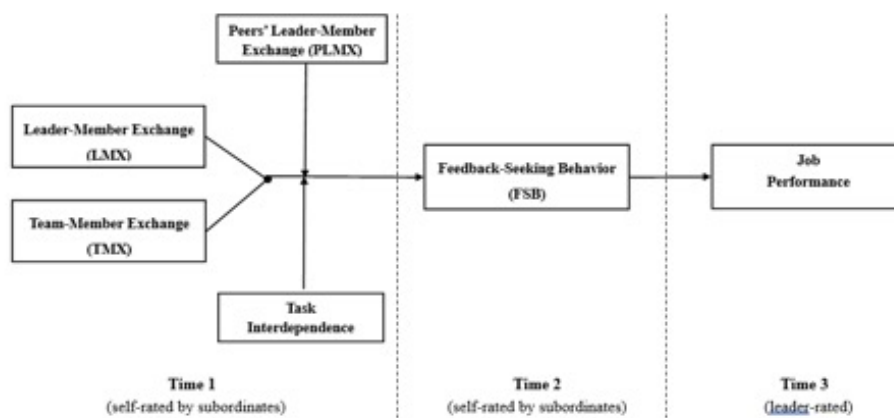 Peers' Leader-Member
Exchange (PLMX)
Leader-Member Exchange
(LMX)
Team-Member Exchange
(TMX)
Task
Interdependence
Feedback-Seeking Behavior
(FSB)
Job
Performance
Time 1
(self-rated by subordinates)
Time 2
(self-rated by subordinates)
Time 3
(leader-rated)